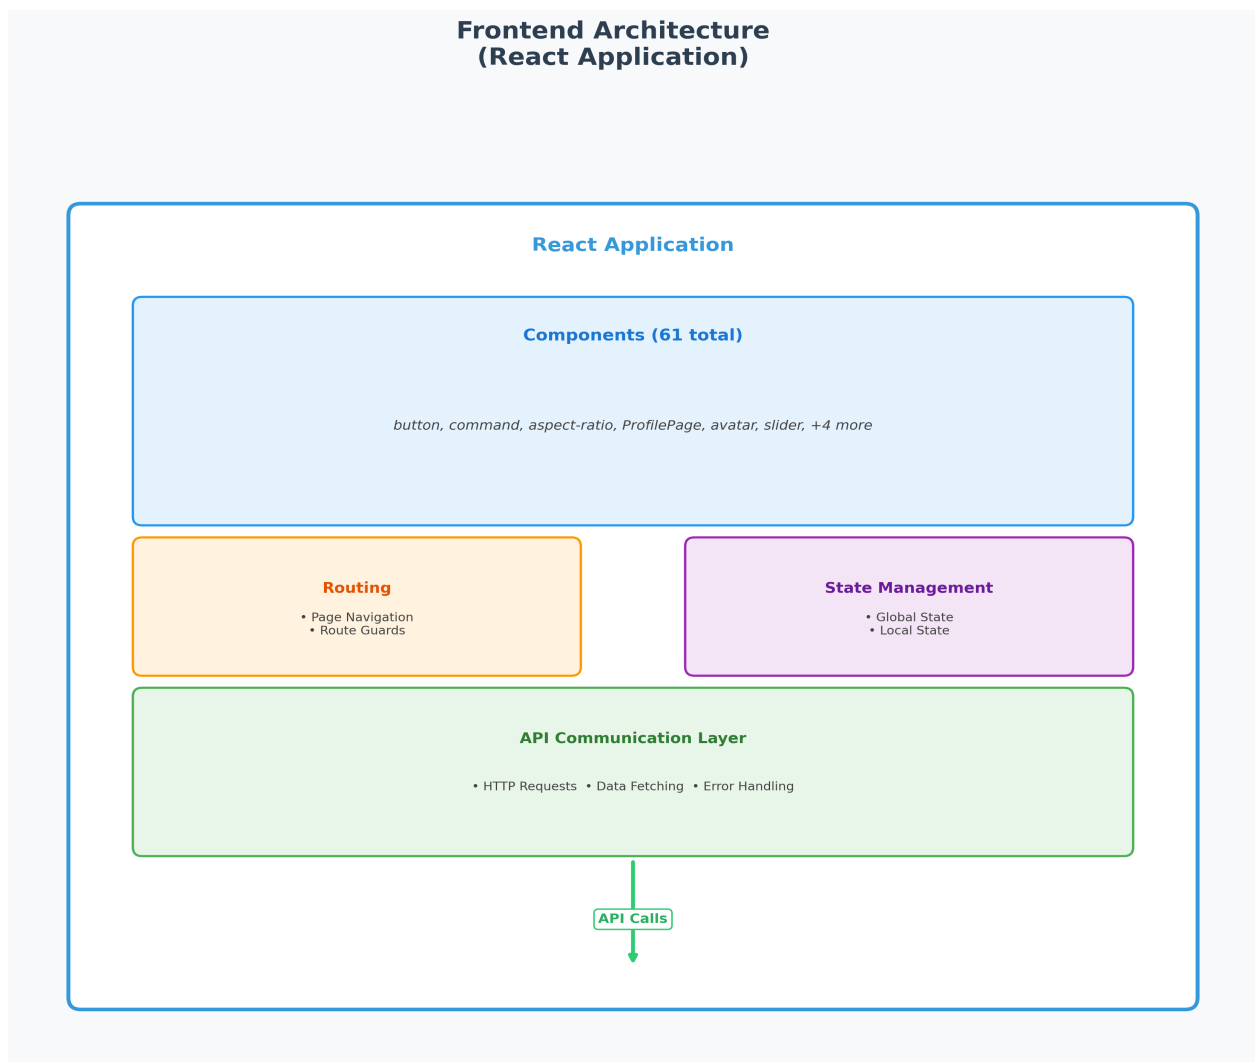 Frontend Architecture
(React Application)
React Application
Components (61 total)
button, command, aspect-ratio, ProfilePage, avatar, slider, +4 more
Routing
• Page Navigation
• Route Guards
State Management
• Global State
• Local State
API Communication Layer
• HTTP Requests  • Data Fetching  • Error Handling
API Calls